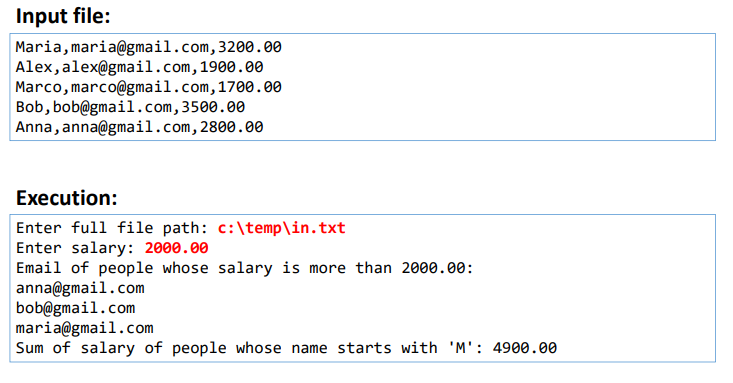 Input file:
Maria,maria@gmail.com,3200.00
Alex,alex@gmail.com,1900.00
Marco,marco@gmail.com,1700.00
Bob,bob@gmail.com,3500.00
Anna,anna@gmail.com,2800.00
Execution:
Enter full file path: c:\temp\in.txt
Enter salary: 2000.00
Email of people whose salary is more than 2000.00:
anna@gmail.com
bob@gmail.com
maria@gmail.com
Sum of salary of people whose name starts with 'M': 4900.00